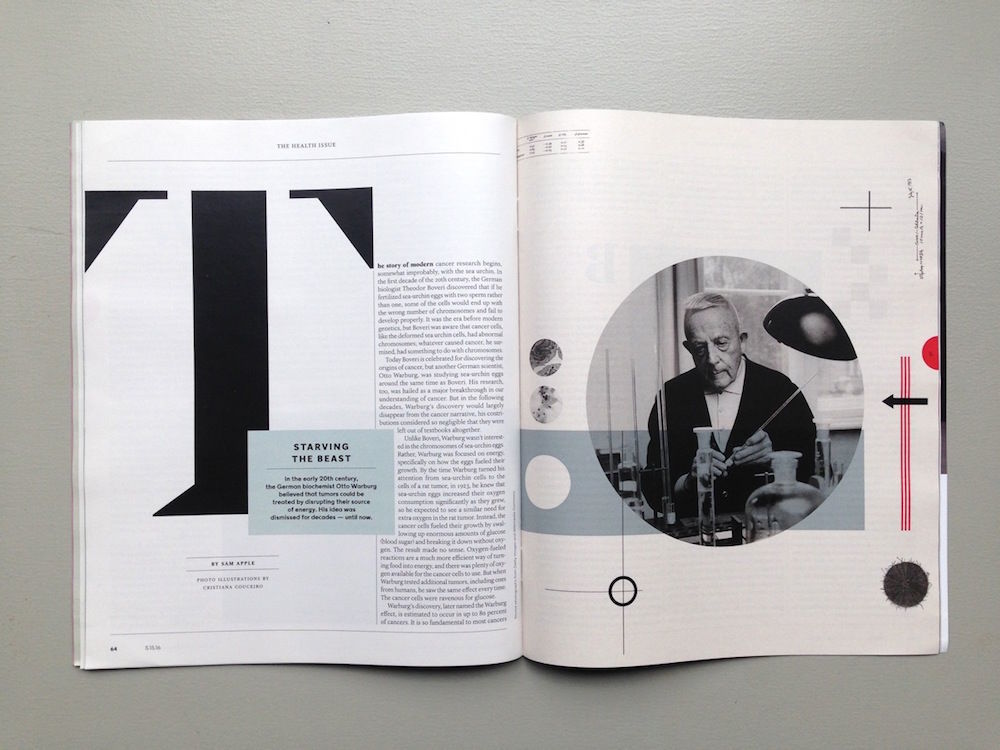 THE HEALTH ISSUE
T
he story of modern cancer research begins,
somewhat improbably, with the sea urchin. In
the first decade of the 20th century, the German
biologist Theodor Boveri discovered that if he
fertilized sea-urchin eggs with two sperms rather
than one, some of the cells would end up with
the wrong number of chromosomes and fail to
develop properly. It was the era before modern
genetics, but Boveri was aware that cancer cells,
like the deformed sea urchin cells, had abnormal
chromosomes; whatever caused cancer, he sur-
mised, had something to do with chromosomes.
Today Boveri is celebrated for discovering the
origins of cancer, but another German scientist,
Otto Warburg, was studying sea-urchin eggs
around the same time as Boveri. His research,
too, was hailed as a major breakthrough in our
understanding of cancer. But in the following
decades, Warburg's discovery would largely
disappear from the cancer narrative, his contri-
butions considered so negligible that they were
left out of textbooks altogether.
Unlike Boveri, Warburg wasn't interest-
ed in the chromosomes of sea-urchin eggs.
Rather, Warburg was focused on energy,
specifically on how the eggs fueled their
growth. By the time Warburg turned his
attention from sea-urchin cells to the
cells of a rat tumor, in 1923, he knew that
sea-urchin eggs increased their oxygen
consumption significantly as they grew,
so he expected to see a similar need for
extra oxygen in the rat tumor. Instead, the
cancer cells fueled their growth by swal-
lowing up enormous amounts of glucose
(blood sugar) and breaking it down without oxy-
gen. The result made no sense. Oxygen-fueled
reactions are a much more efficient way of turn-
ing food into energy, and there was plenty of oxy-
gen available for the cancer cells to use. But when
Warburg tested additional tumors, including ones
from humans, he saw the same effect every time.
The cancer cells were ravenous for glucose.
Warburg's discovery, later named the Warburg
effect, is estimated to occur in up to 80 percent
of cancers. It is so fundamental to most cancers
STARVING
THE BEAST
In the early 20th century,
the German biochemist Otto Warburg
believed that tumors could be
treated by disrupting their source
of energy. His idea was
dismissed for decades — until now.
BY SAM APPLE
PHOTO ILLUSTRATIONS BY
CRISTIANA COUCEIRO
64
5.15.16